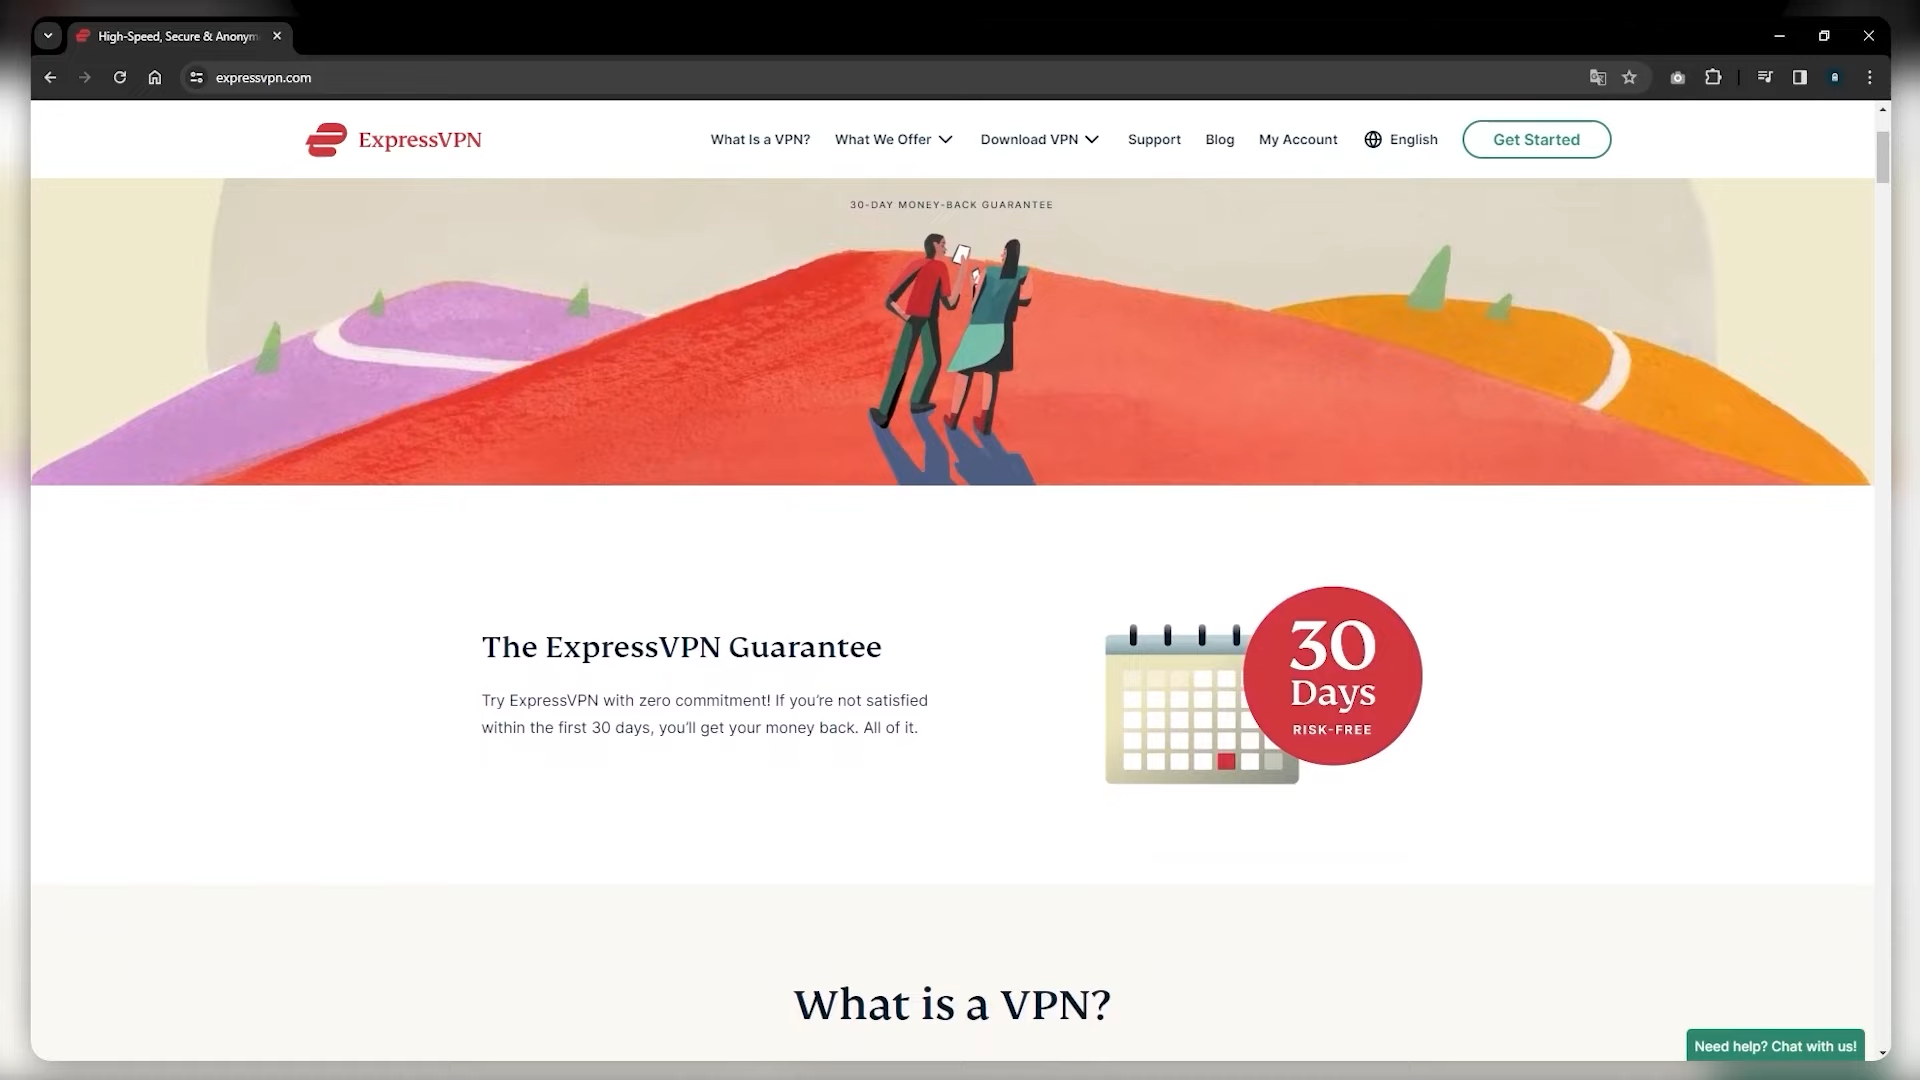 High-Speed, Secure & Anonym
expressvpn.com
ExpressVPN
What Is a VPN?
What We Offer
Download VPN
Support
Blog
My Account
English
Get Started
30-DAY MONEY-BACK GUARANTEE
The ExpressVPN Guarantee
Try ExpressVPN with zero commitment! If you’re not satisfied
within the first 30 days, you’ll get your money back. All of it.
30
Days
RISK-FREE
What is a VPN?
Need help? Chat with us!